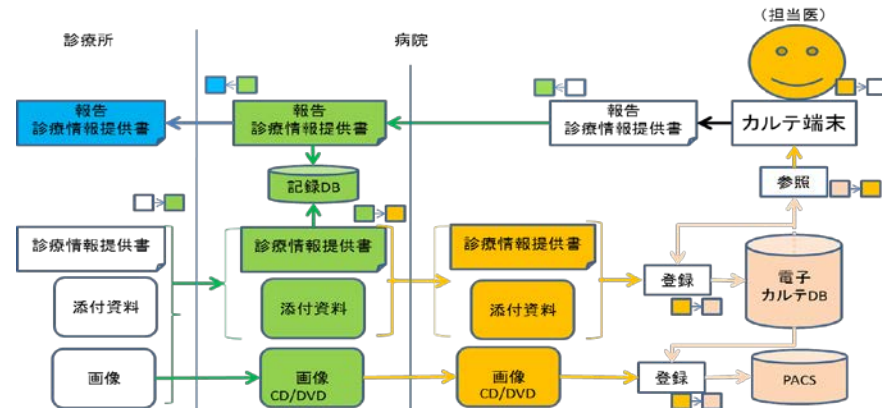 (担当医)
診療所
病院
報告
診療情報提供書
報告
診療情報提供書
報告
診療情報提供書
カルテ端末
記録DB
参照
診療情報提供書
診療情報提供書
診療情報提供書
添付資料
添付資料
添付資料
登録
電子
カルテDB
画像
画像
CD/DVD
画像
CD/DVD
登録
PACS